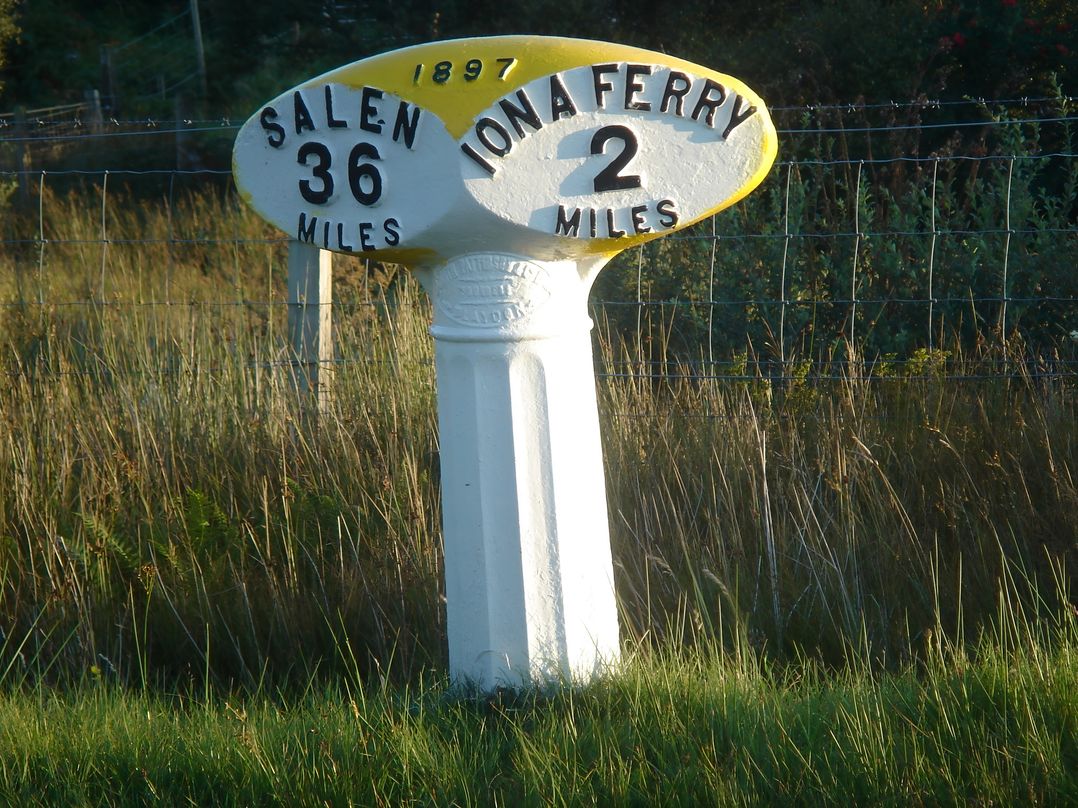 1897
SALEN
36
MILES
IONA FERRY
2
MILES